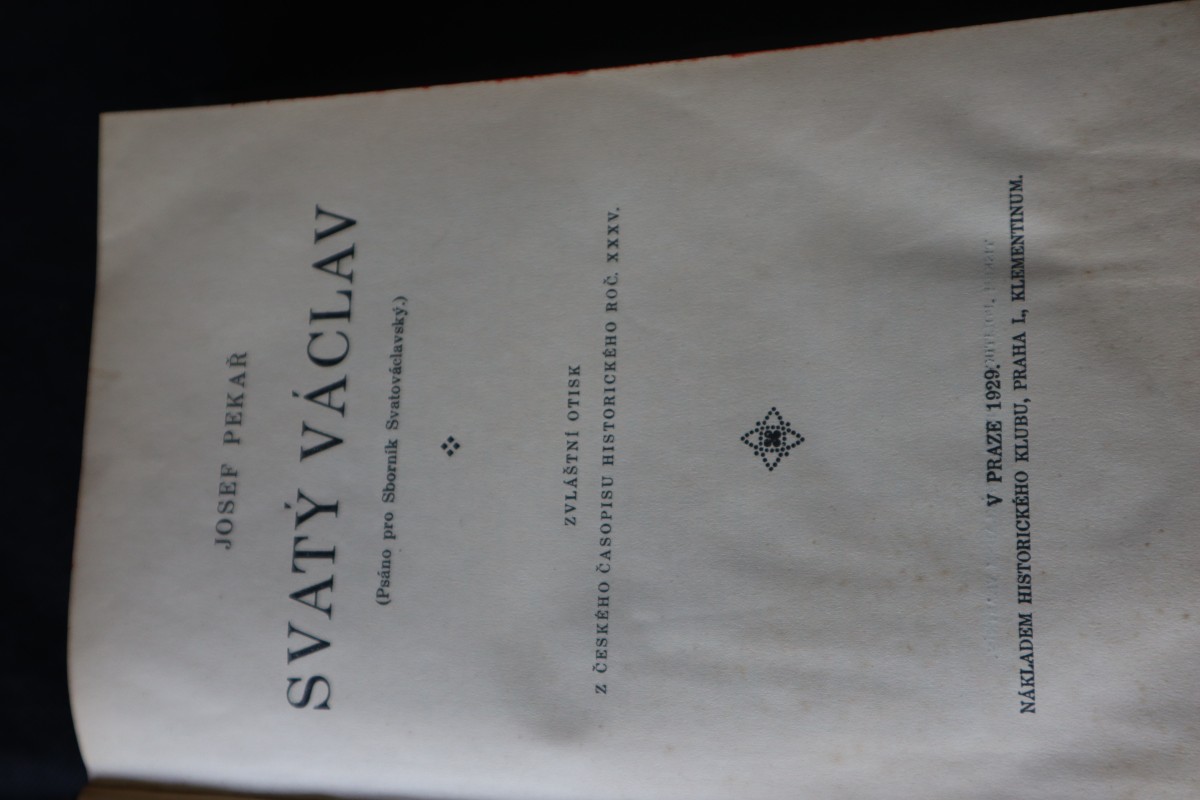 JOSEF PEKAŘ
SVATÝ VÁCLAV
(Psáno pro Sborník Svatováclavský.)
ZVLÁŠTNÍ OTISK
Z ČESKÉHO ČASOPISU HISTORICKÉHO ROČ. XXXV.
V PRAZE 1929.
NÁKLADEM HISTORICKÉHO KLUBU, PRAHA I., KLEMENTINUM.